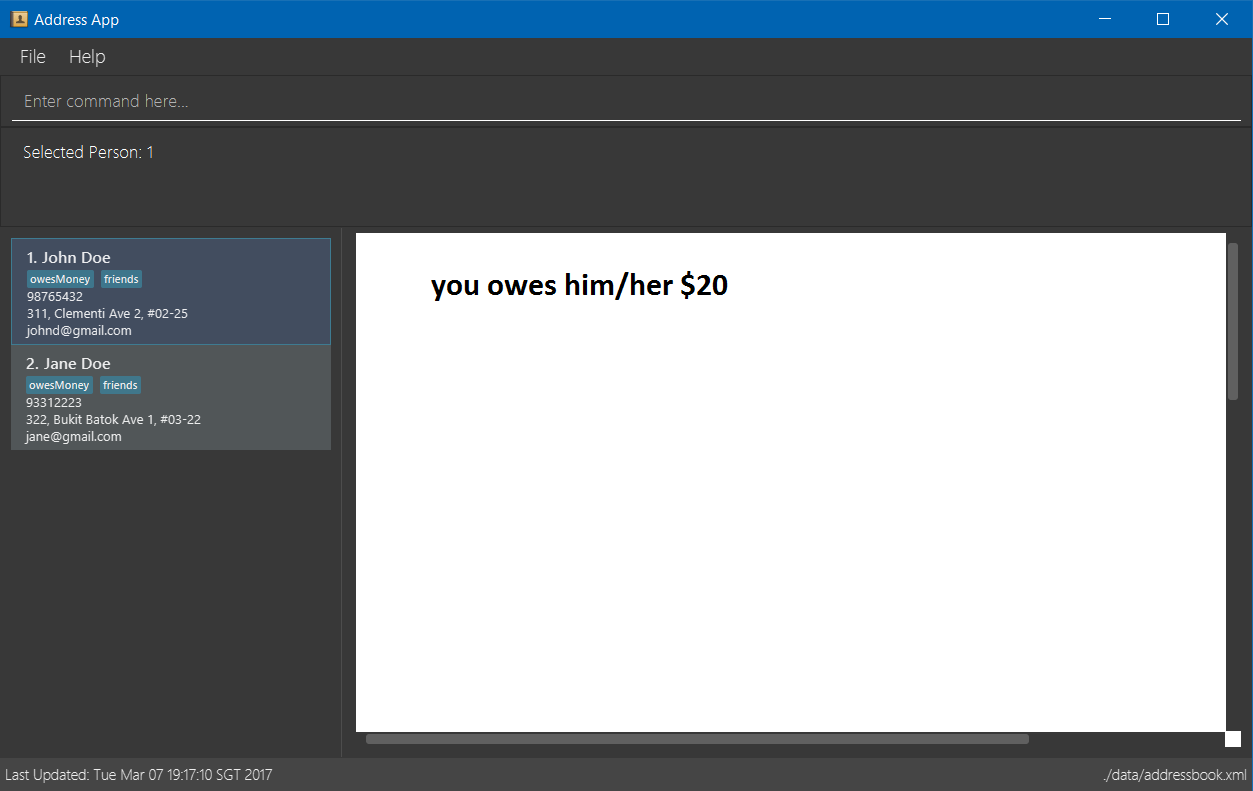 Address App
File Help
Enter command here...
Selected Person: 1
1. John Doe
owesMoney friends
98765432
311, Clementi Ave 2, #02-25
johnd@gmail.com
2. Jane Doe
owesMoney friends
93312223
322, Bukit Batok Ave 1, #03-22
jane@gmail.com
you owes him/her $20
Last Updated: Tue Mar 07 19:17:10 SGT 2017
./data/addressbook.xml